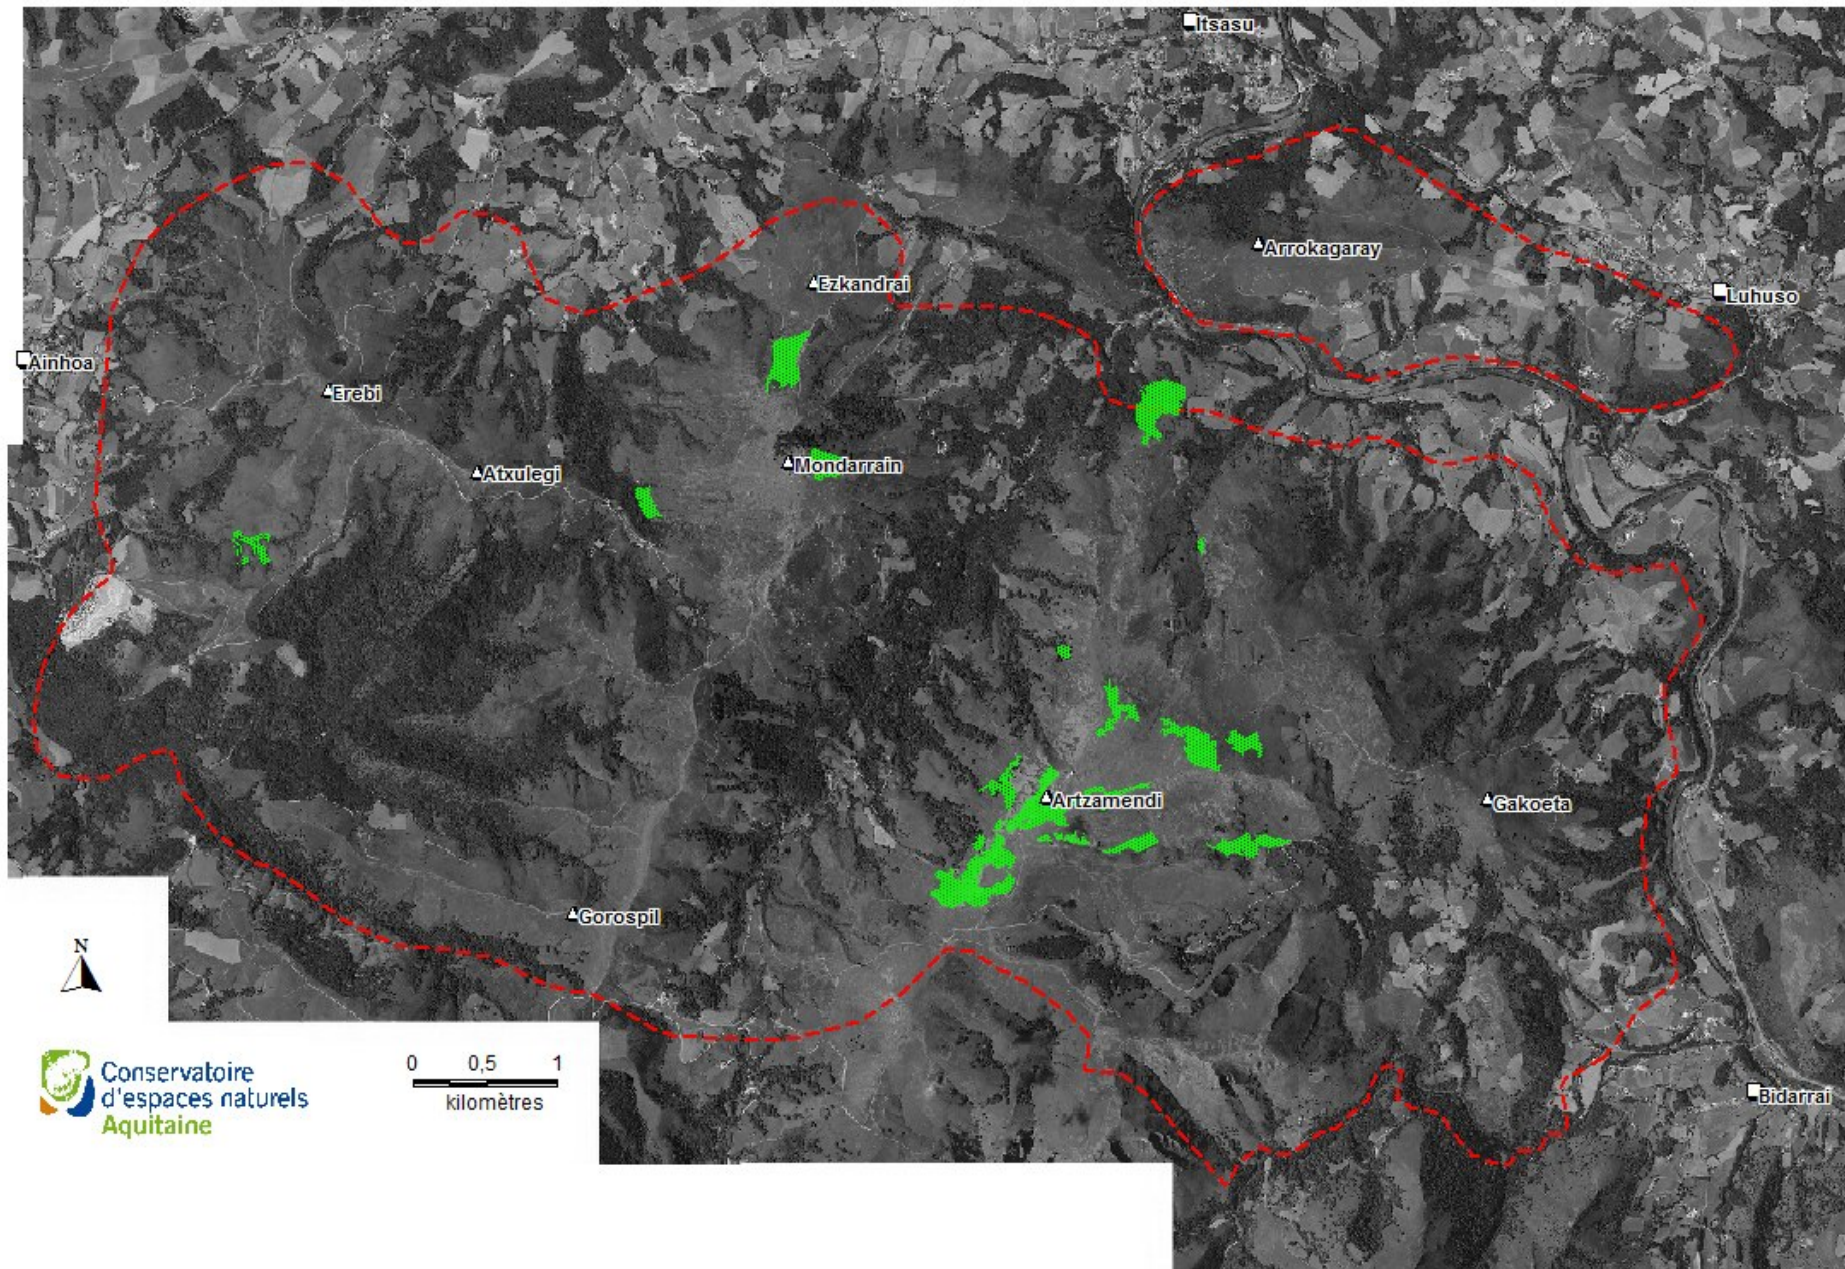 Itsasu
Arrokagaray
Ezkandrai
Luhuso
Ainhoa
Erebi
Mondarrain
Atxulegi
Artzamendi
Gakoeta
Gorospil
N
Conservatoire
d'espaces naturels
Aquitaine
0 0,5 1
kilomètres
Bidarrai